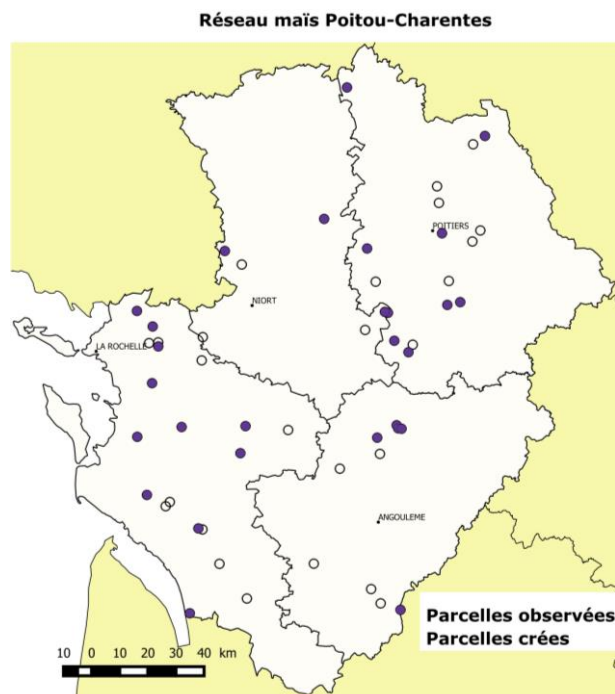 Réseau maïs Poitou-Charentes
POITIERS
NIORT
LA ROCHELLE
ANGOULEME
Parcelles observées
Parcelles crées
10 0 10 20 30 40 km